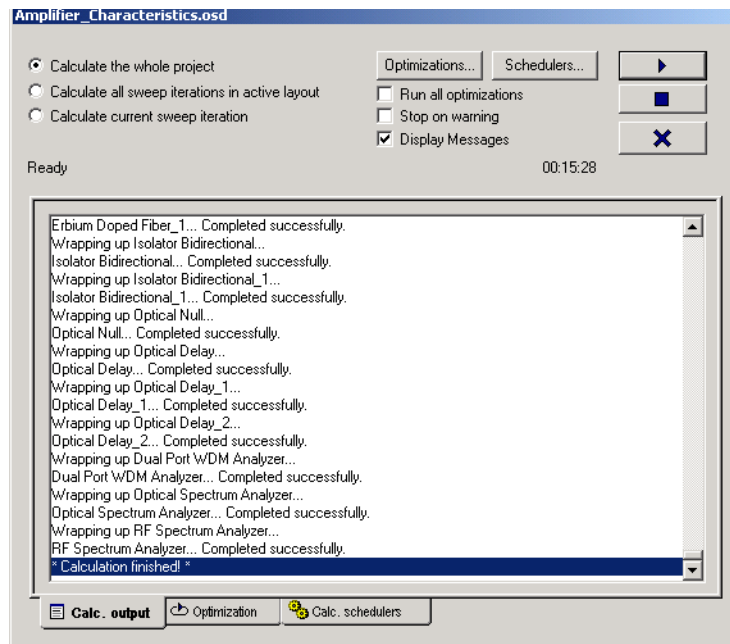 Amplifier_Characteristics.osd
Calculate the whole project
Optimizations... Schedulers...
Calculate all sweep iterations in active layout
Run all optimizations
Calculate current sweep iteration
Stop on warning
Display Messages
Ready 00:15:28
Erbium Doped Fiber_1... Completed successfully.
Wrapping up Isolator Bidirectional...
Isolator Bidirectional... Completed successfully.
Wrapping up Isolator Bidirectional_1...
Isolator Bidirectional_1... Completed successfully.
Wrapping up Optical Null...
Optical Null... Completed successfully.
Wrapping up Optical Delay...
Optical Delay... Completed successfully.
Wrapping up Optical Delay_1...
Optical Delay_1... Completed successfully.
Wrapping up Optical Delay_2...
Optical Delay_2... Completed successfully.
Wrapping up Dual Port WDM Analyzer...
Dual Port WDM Analyzer... Completed successfully.
Wrapping up Optical Spectrum Analyzer...
Optical Spectrum Analyzer... Completed successfully.
Wrapping up RF Spectrum Analyzer...
RF Spectrum Analyzer... Completed successfully.
* Calculation finished! *
Calc. output Optimization Calc. schedulers